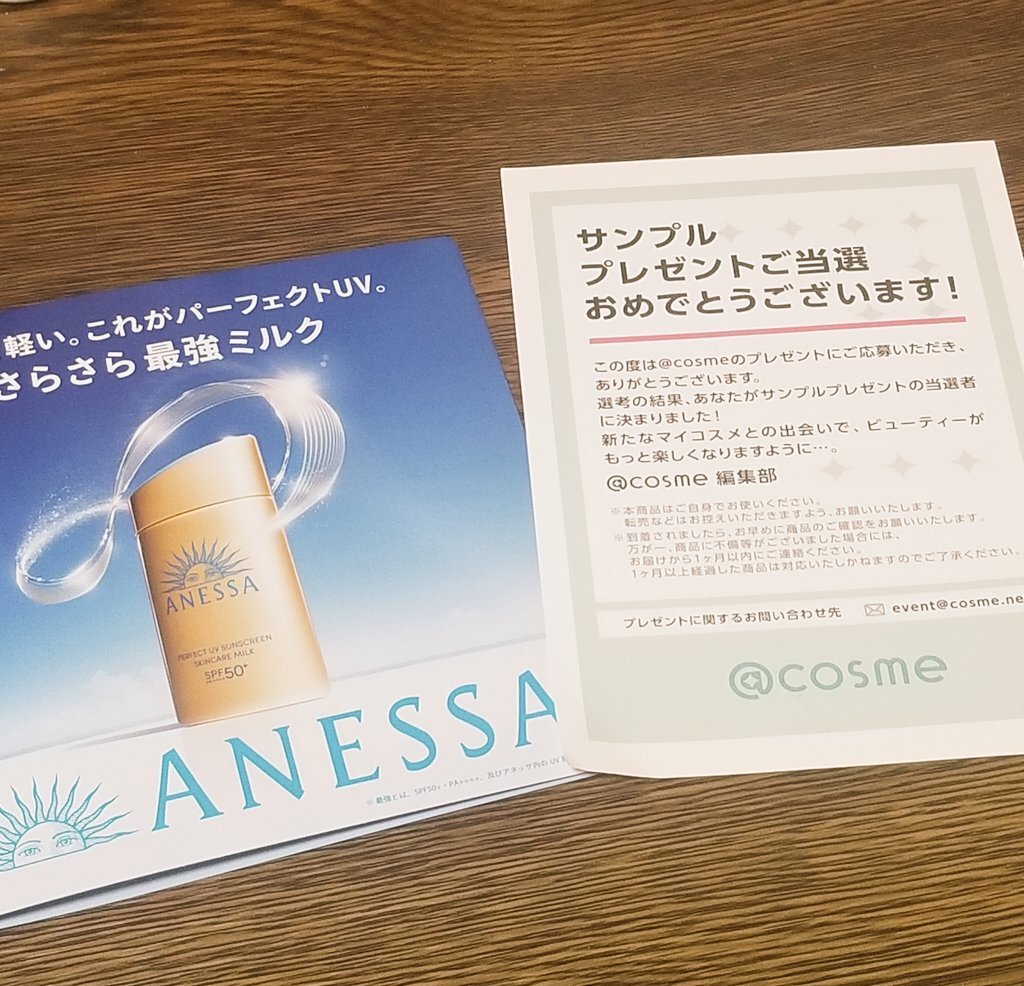 軽い。これがパーフェクトUV。
さらさら 最強ミルク
ANESSA
PERFECT UV SUNSCREEN
SKINCARE MILK
SPF50+
ANESSA
※最強とは、SPF50+・PA++++、及びアネッサ内のUV
サンプル
プレゼントご当選
おめでとうございます!
この度は@cosmeのプレゼントにご応募いただき、
ありがとうございます。
選考の結果、あなたがサンプルプレゼントの当選者
に決まりました!
新たなマイコスメとの出会いで、ビューティーが
もっと楽しくなりますように…。
@cosme 編集部
※本商品はご自身でお使いください。
転売などはお控えいただきますよう、お願いいたします。
※到着されましたら、お早めに商品のご確認をお願いいたします。
万が一、商品に不備等がございました場合には、
お届けから1ヶ月以内にご連絡ください。
1ヶ月以上経過した商品は対応いたしかねますのでご了承ください。
プレゼントに関するお問い合わせ先 event@cosme.ne
@cosme